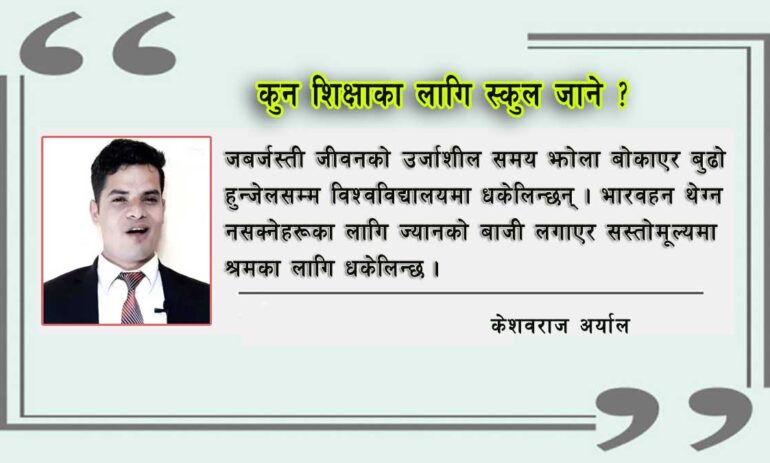 कुन शिक्षाका लागि स्कुल जाने ?
जबर्जस्ती जीवनको उर्जाशील समय झोला बोकाएर बुढो
हुन्जेलसम्म विश्वविद्यालयमा धकेलिन्छन् । भारवहन थेग्न
नसक्नेहरूका लागि ज्यानको बाजी लगाएर सस्तोमूल्यमा
श्रमका लागि धकेलिन्छ ।
केशवराज अर्याल